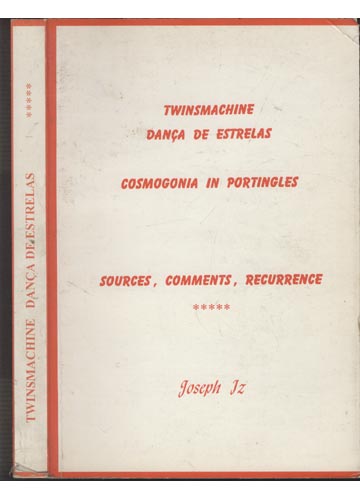 TWINSMACHINE DANÇA DE ESTRELAS *****
TWINSMACHINE
DANÇA DE ESTRELAS
COSMOGONIA IN PORTINGLES
SOURCES, COMMENTS, RECURRENCE
*****
Joseph Jz